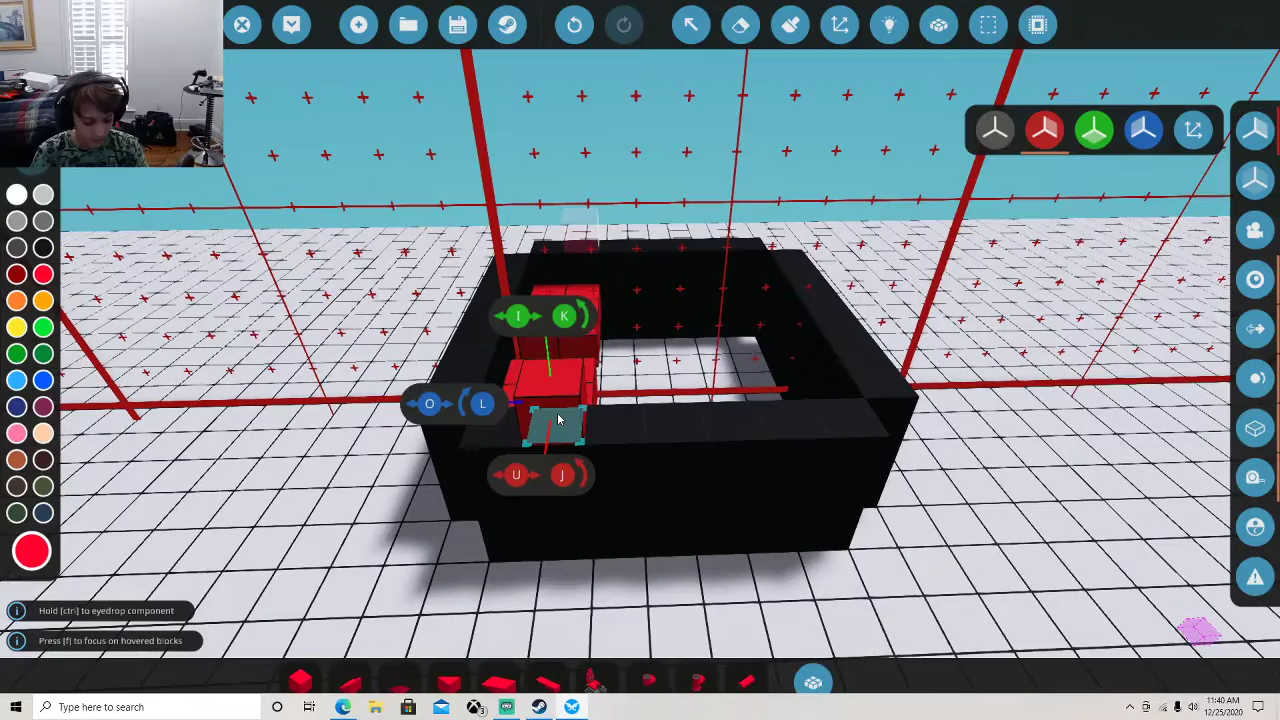 I K
O L
U J
Hold [ctrl] to eyedrop component
Press [f] to focus on hovered blocks
Type here to search
11:40 AM
12/25/2020